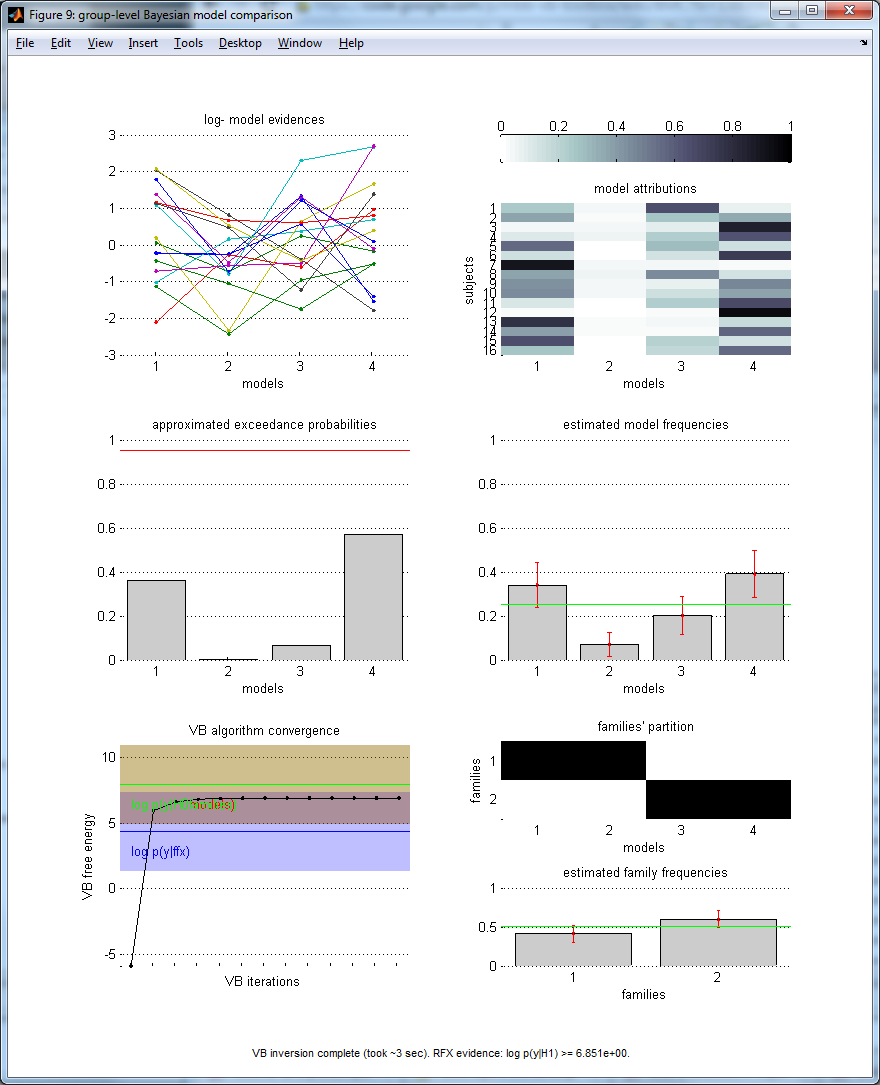 Figure 9: group-level Bayesian model comparison
File Edit View Insert Tools Desktop Window Help
log- model evidences
3
2
1
0
-1
-2
-3
1 2 3 4
models
0 0.2 0.4 0.6 0.8 1
model attributions
subjects
1
2
3
4
5
6
7
8
9
10
11
12
13
14
15
16
1 2 3 4
models
approximated exceedance probabilities
1
0.8
0.6
0.4
0.2
0
1 2 3 4
models
estimated model frequencies
1
0.8
0.6
0.4
0.2
0
1 2 3 4
models
VB algorithm convergence
VB free energy
10
5
0
-5
log p(y|ffx)
VB iterations
families' partition
families
1
2
1 2 3 4
models
estimated family frequencies
1
0.5
0
1 2
families
VB inversion complete (took ~3 sec). RFX evidence: log p(y|H1) >= 6.851e+00.